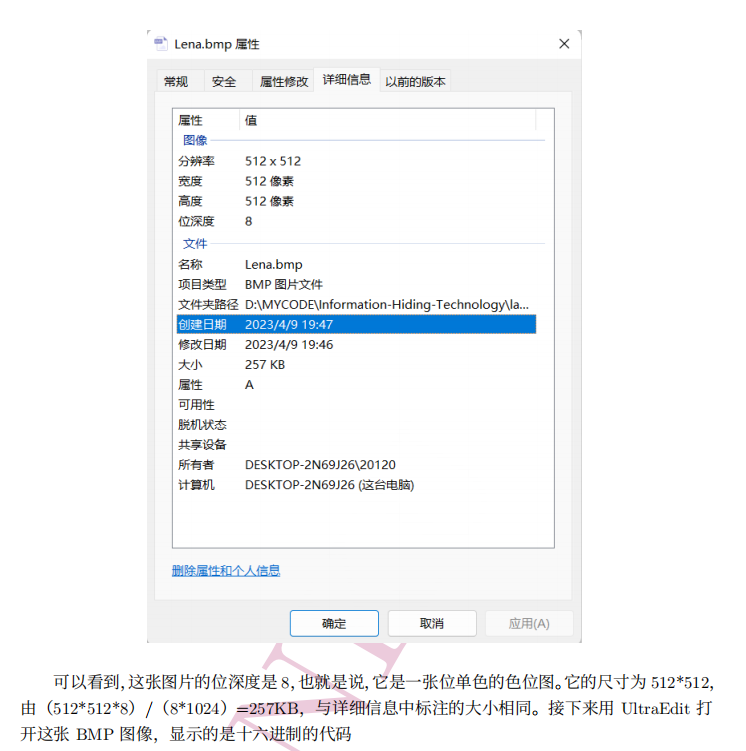 Lena.bmp 属性
常规 安全 属性修改 详细信息 以前的版本
属性 值
图像
分辨率 512 x 512
宽度 512 像素
高度 512 像素
位深度 8
文件
名称 Lena.bmp
项目类型 BMP 图片文件
文件夹路径 D:\MYCODE\Information-Hiding-Technology\la...
创建日期 2023/4/9 19:47
修改日期 2023/4/9 19:46
大小 257 KB
属性 A
可用性
脱机状态
共享设备
所有者 DESKTOP-2N69J26\20120
计算机 DESKTOP-2N69J26 (这台电脑)
删除属性和个人信息
确定 取消 应用(A)
可以看到,这张图片的位深度是 8,也就是说,它是一张位单色的色位图。它的尺寸为 512*512,
由（512*512*8）/（8*1024）=257KB，与详细信息中标注的大小相同。接下来用 UltraEdit 打
开这张 BMP 图像，显示的是十六进制的代码